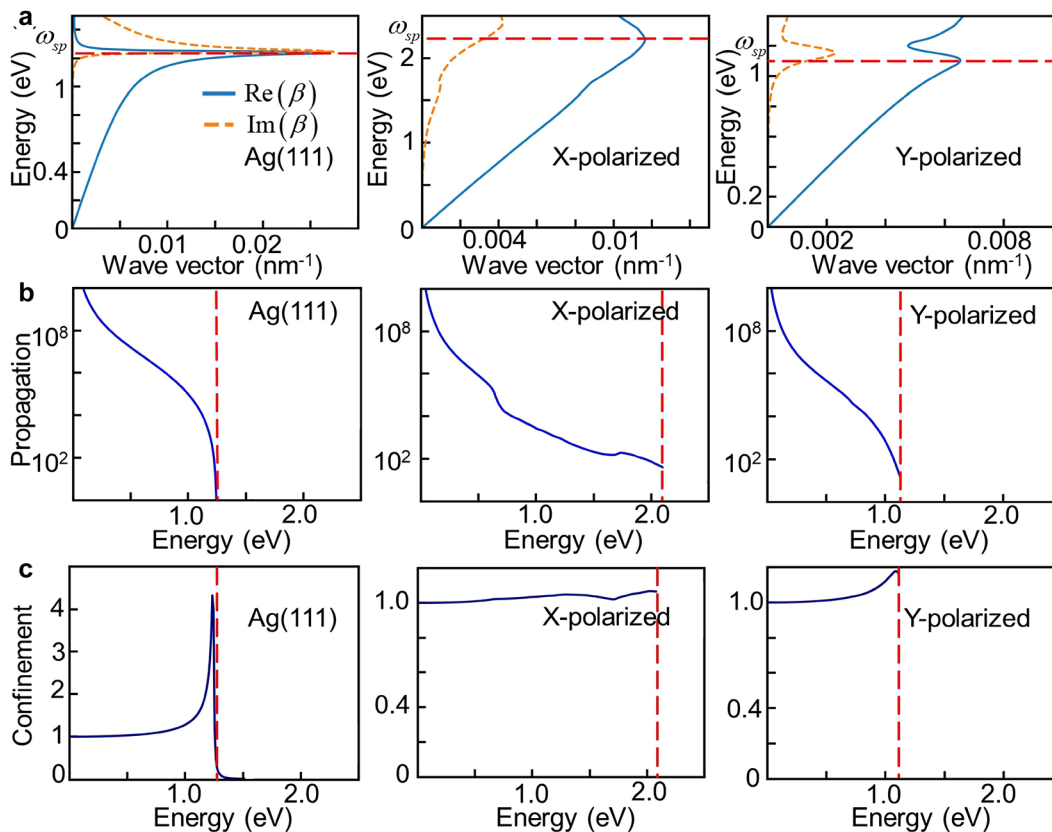 a
ω_sp
Energy (eV)
1.2
0.4
0
0.01
0.02
Wave vector (nm⁻¹)
Re(β)
Im(β)
Ag(111)
ω_sp
Energy (eV)
2
1
0
0.004
0.01
Wave vector (nm⁻¹)
X-polarized
ω_sp
Energy (eV)
1
0.2
0
0.002
0.008
Wave vector (nm⁻¹)
Y-polarized
b
Propagation
10⁸
10²
1.0
2.0
Energy (eV)
Ag(111)
10⁸
10²
1.0
2.0
Energy (eV)
X-polarized
10⁸
10²
1.0
2.0
Energy (eV)
Y-polarized
c
Confinement
4
3
2
1
0
1.0
2.0
Energy (eV)
Ag(111)
1.0
0.4
0
1.0
2.0
Energy (eV)
X-polarized
1.0
0.4
0
1.0
2.0
Energy (eV)
Y-polarized